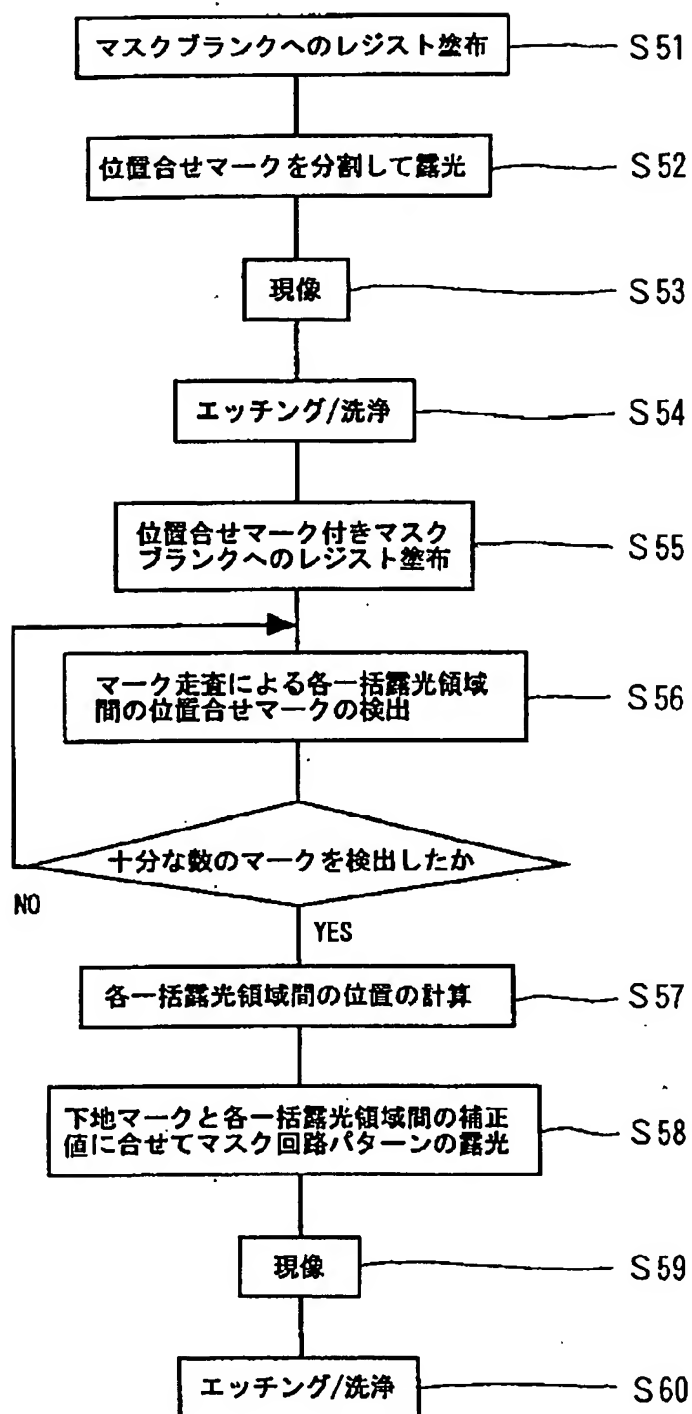 マスクブランクへのレジスト塗布 S51
位置合せマークを分割して露光 S52
現像 S53
エッチング/洗浄 S54
位置合せマーク付きマスク
ブランクへのレジスト塗布 S55
マーク走査による各一括露光領域
間の位置合せマークの検出 S56
十分な数のマークを検出したか
NO
YES
各一括露光領域間の位置の計算 S57
下地マークと各一括露光領域間の補正
値に合せてマスク回路パターンの露光 S58
現像 S59
エッチング/洗浄 S60